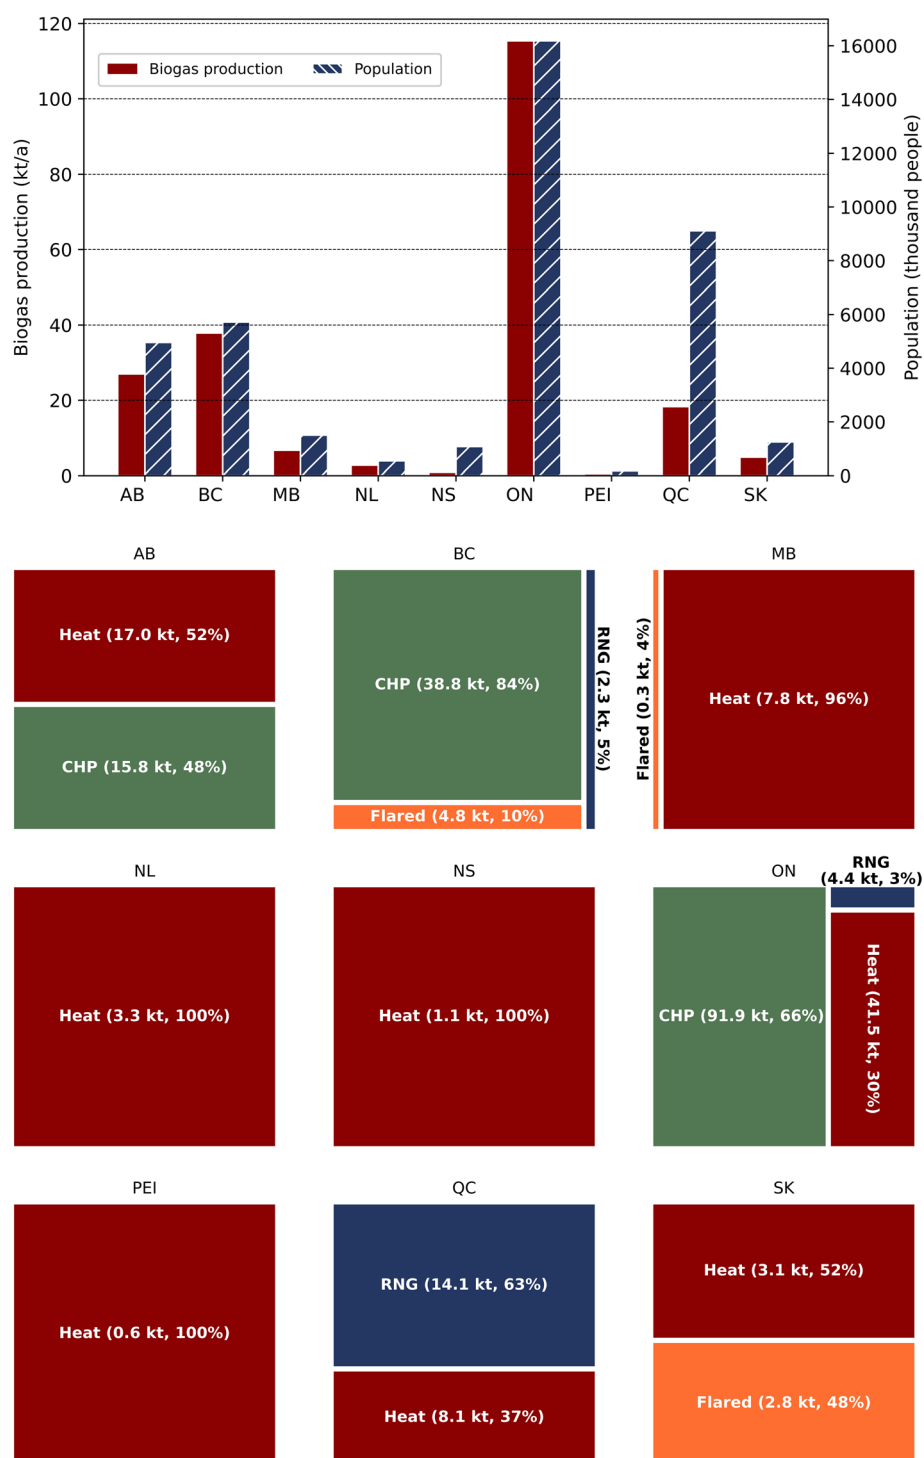 120
100
80
60
40
20
0
Biogas production (kt/a)
Biogas production
Population
16000
14000
12000
10000
8000
6000
4000
2000
0
Population (thousand people)
AB
BC
MB
NL
NS
ON
PEI
QC
SK
AB
Heat (17.0 kt, 52%)
CHP (15.8 kt, 48%)
BC
CHP (38.8 kt, 84%)
Flared (4.8 kt, 10%)
RNG (2.3 kt, 5%)
MB
Flared (0.3 kt, 4%)
Heat (7.8 kt, 96%)
NL
Heat (3.3 kt, 100%)
NS
Heat (1.1 kt, 100%)
ON
RNG
(4.4 kt, 3%)
CHP (91.9 kt, 66%)
Heat (41.5 kt, 30%)
PEI
Heat (0.6 kt, 100%)
QC
RNG (14.1 kt, 63%)
Heat (8.1 kt, 37%)
SK
Heat (3.1 kt, 52%)
Flared (2.8 kt, 48%)